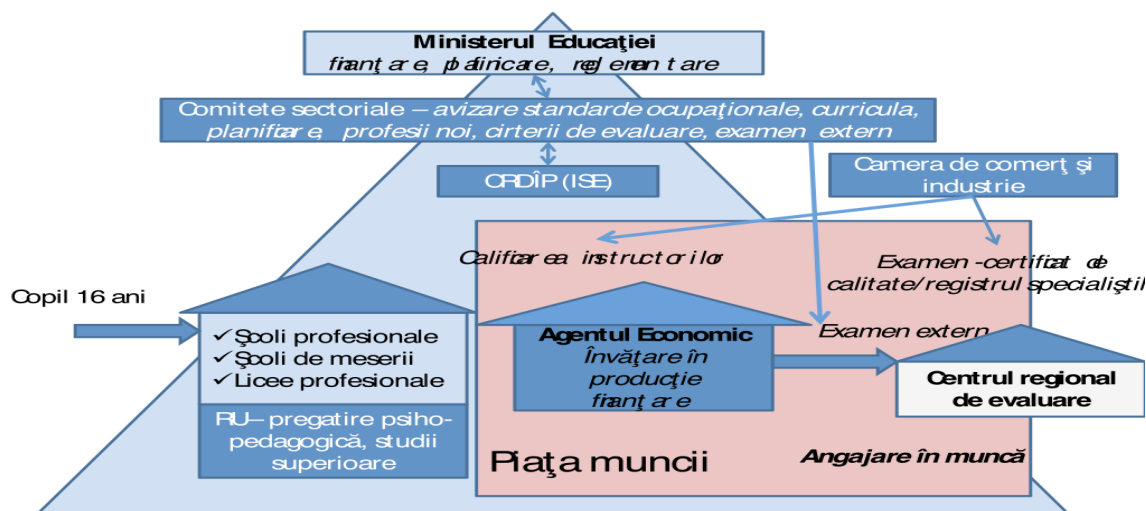 Ministerul Educaţiei
finanţare, planificare, reglementare
Comitete sectoriale – avizare standarde ocupaţionale, curricula,
planificare, profesii noi, cirterii de evaluare, examen extern
CRDÎP (ISE)
Camera de comerţ şi
industrie
Calificarea instructorilor
Examen -certificat de
calitate/registrul specialiştil
Copil 16 ani
✓ Şcoli profesionale
✓ Şcoli de meserii
✓ Licee profesionale
RU– pregatire psiho-
pedagogică, studii
superioare
Agentul Economic
Învăţare în
producţie
finanţare
Examen extern
Centrul regional
de evaluare
Piaţa muncii
Angajare în muncă